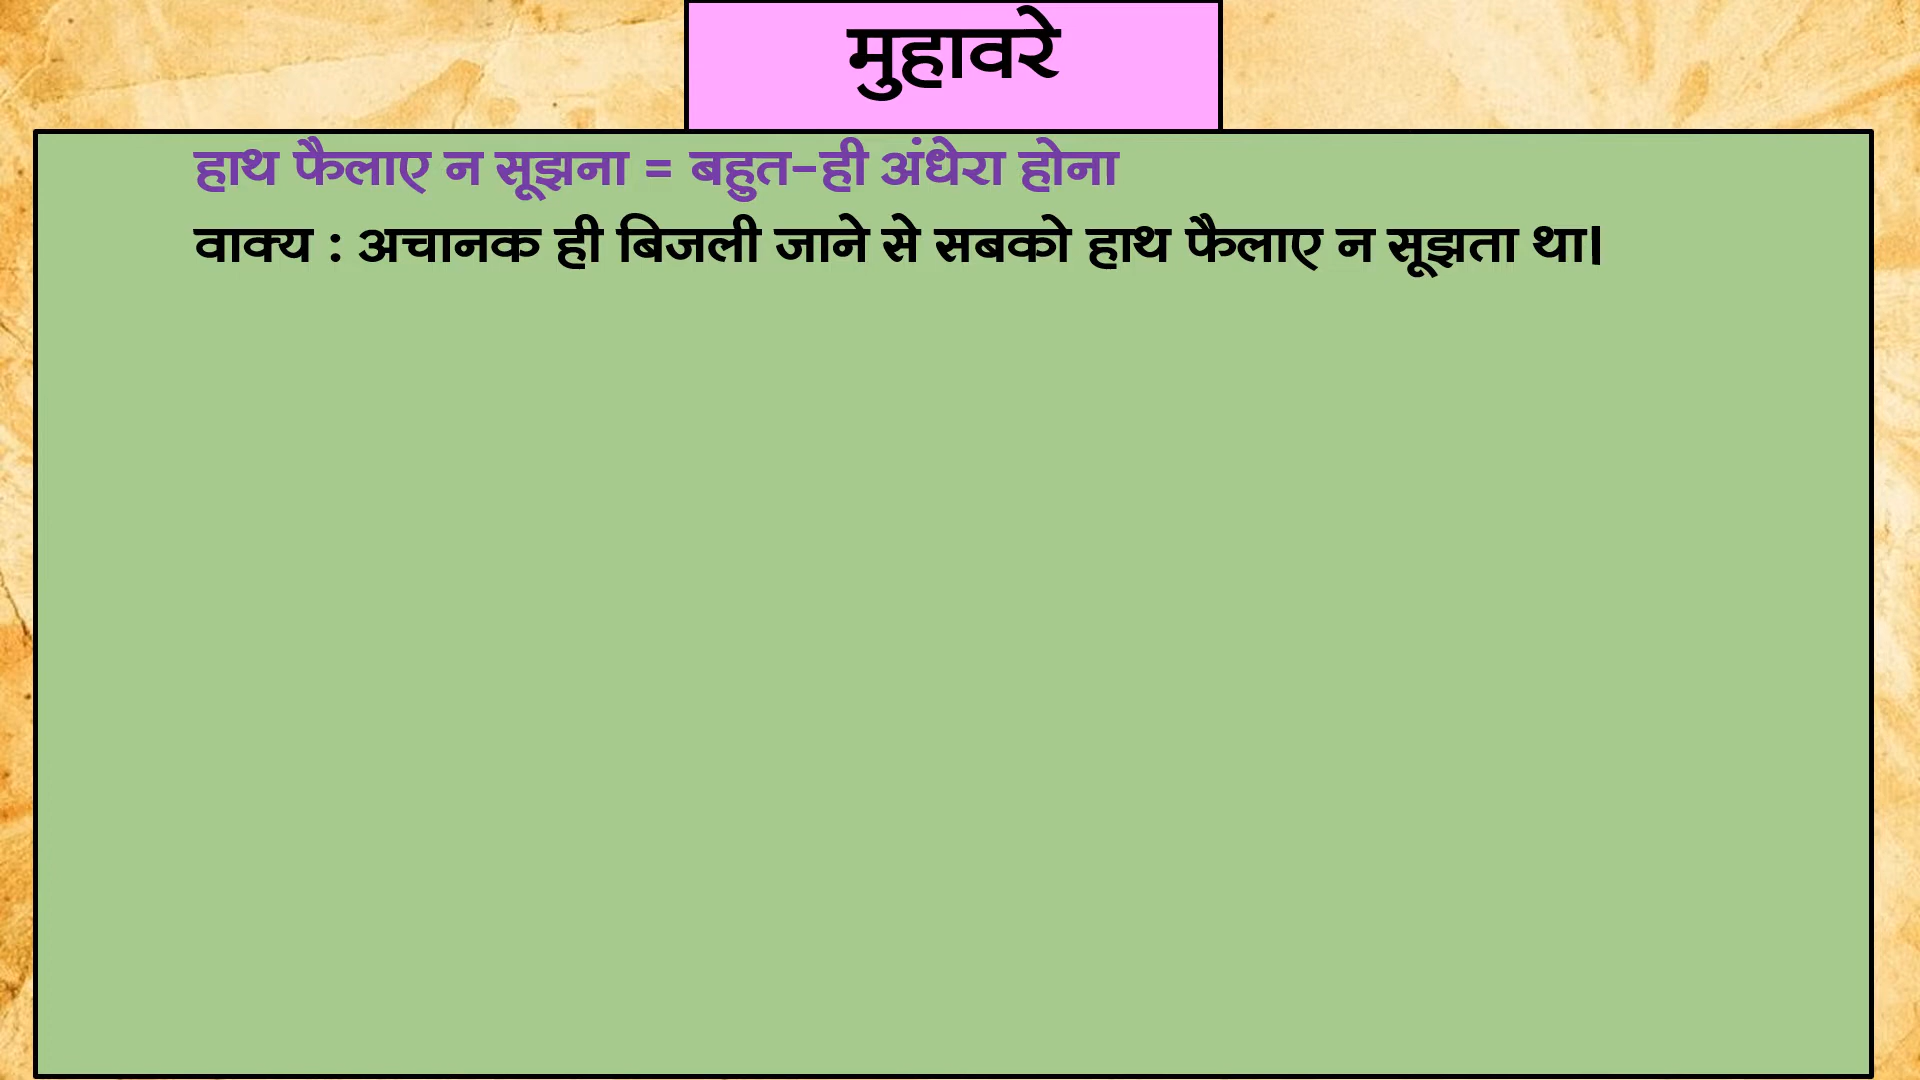 मुहावरे
हाथ फैलाए न सूझना = बहुत-ही अंधेरा होना
वाक्य : अचानक ही बिजली जाने से सबको हाथ फैलाए न सूझता था।